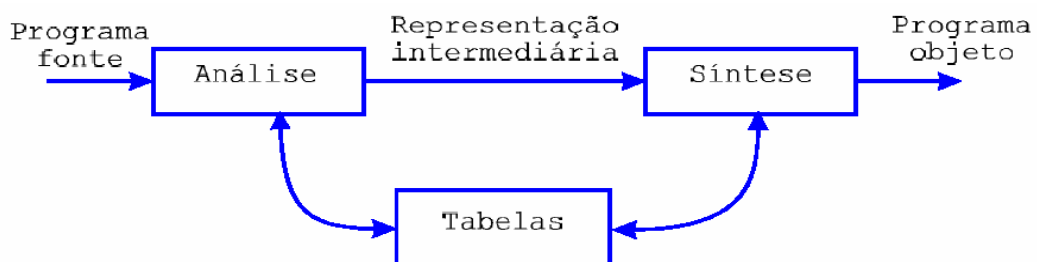 Programa
fonte
Análise
Representação
intermediária
Síntese
Programa
objeto
Tabelas